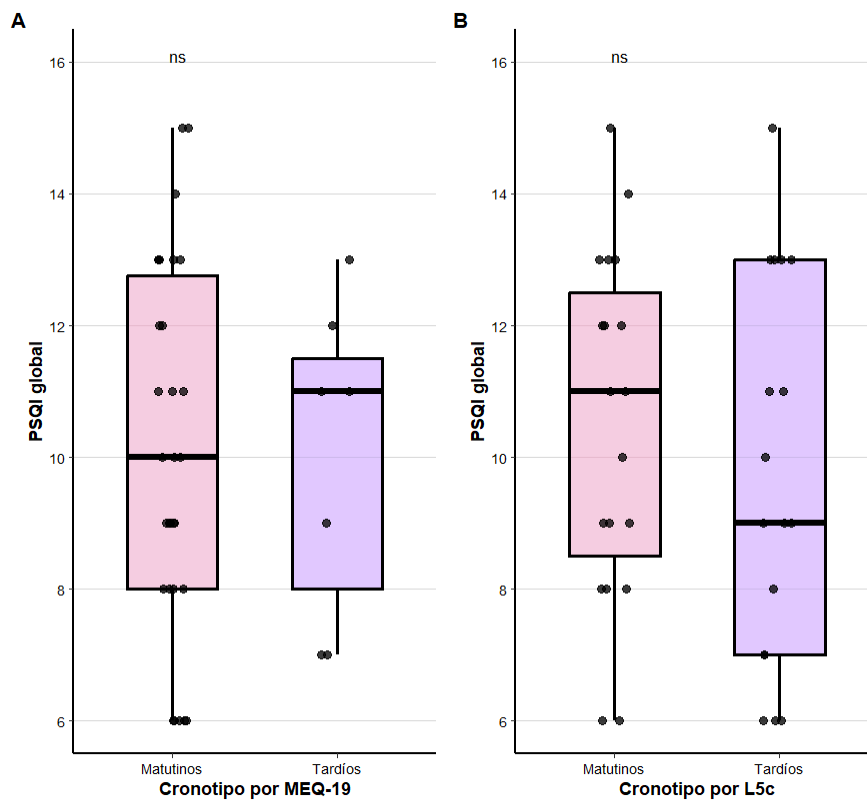 A
PSQI global
16
14
12
10
8
6
ns
Matutinos
Tardíos
Cronotipo por MEQ-19
B
PSQI global
16
14
12
10
8
6
ns
Matutinos
Tardíos
Cronotipo por L5c